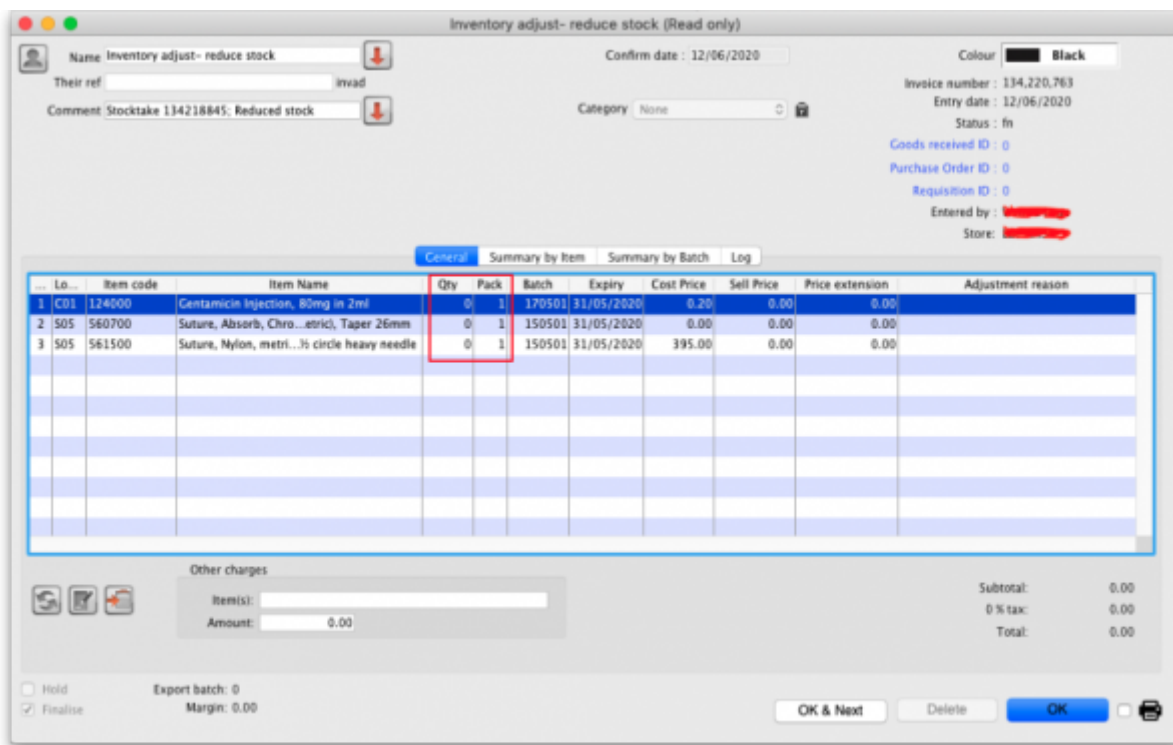 Inventory adjust- reduce stock (Read only)
Name Inventory adjust- reduce stock Confirm date : 12/06/2020 Colour Black
Their ref invad Invoice number : 134,220,763
Comment Stocktake 134218845; Reduced stock Category None Entry date : 12/06/2020
Status : fn
Goods received ID : 0
Purchase Order ID : 0
Requisition ID : 0
Entered by :
Store:
General Summary by Item Summary by Batch Log
... Lo... Item code Item Name Qty Pack Batch Expiry Cost Price Sell Price Price extension Adjustment reason
1 C01 124000 Gentamicin Injection, 80mg in 2ml 0 1 170501 31/05/2020 0.20 0.00 0.00
2 S05 560700 Suture, Absorb, Chro...etric), Taper 26mm 0 1 150501 31/05/2020 0.00 0.00 0.00
3 S05 561500 Suture, Nylon, metri...½ circle heavy needle 0 1 150501 31/05/2020 395.00 0.00 0.00
Other charges
Item(s): Subtotal: 0.00
Amount: 0.00 0 % tax: 0.00
Total: 0.00
Hold Export batch: 0
Finalise Margin: 0.00 OK & Next Delete OK